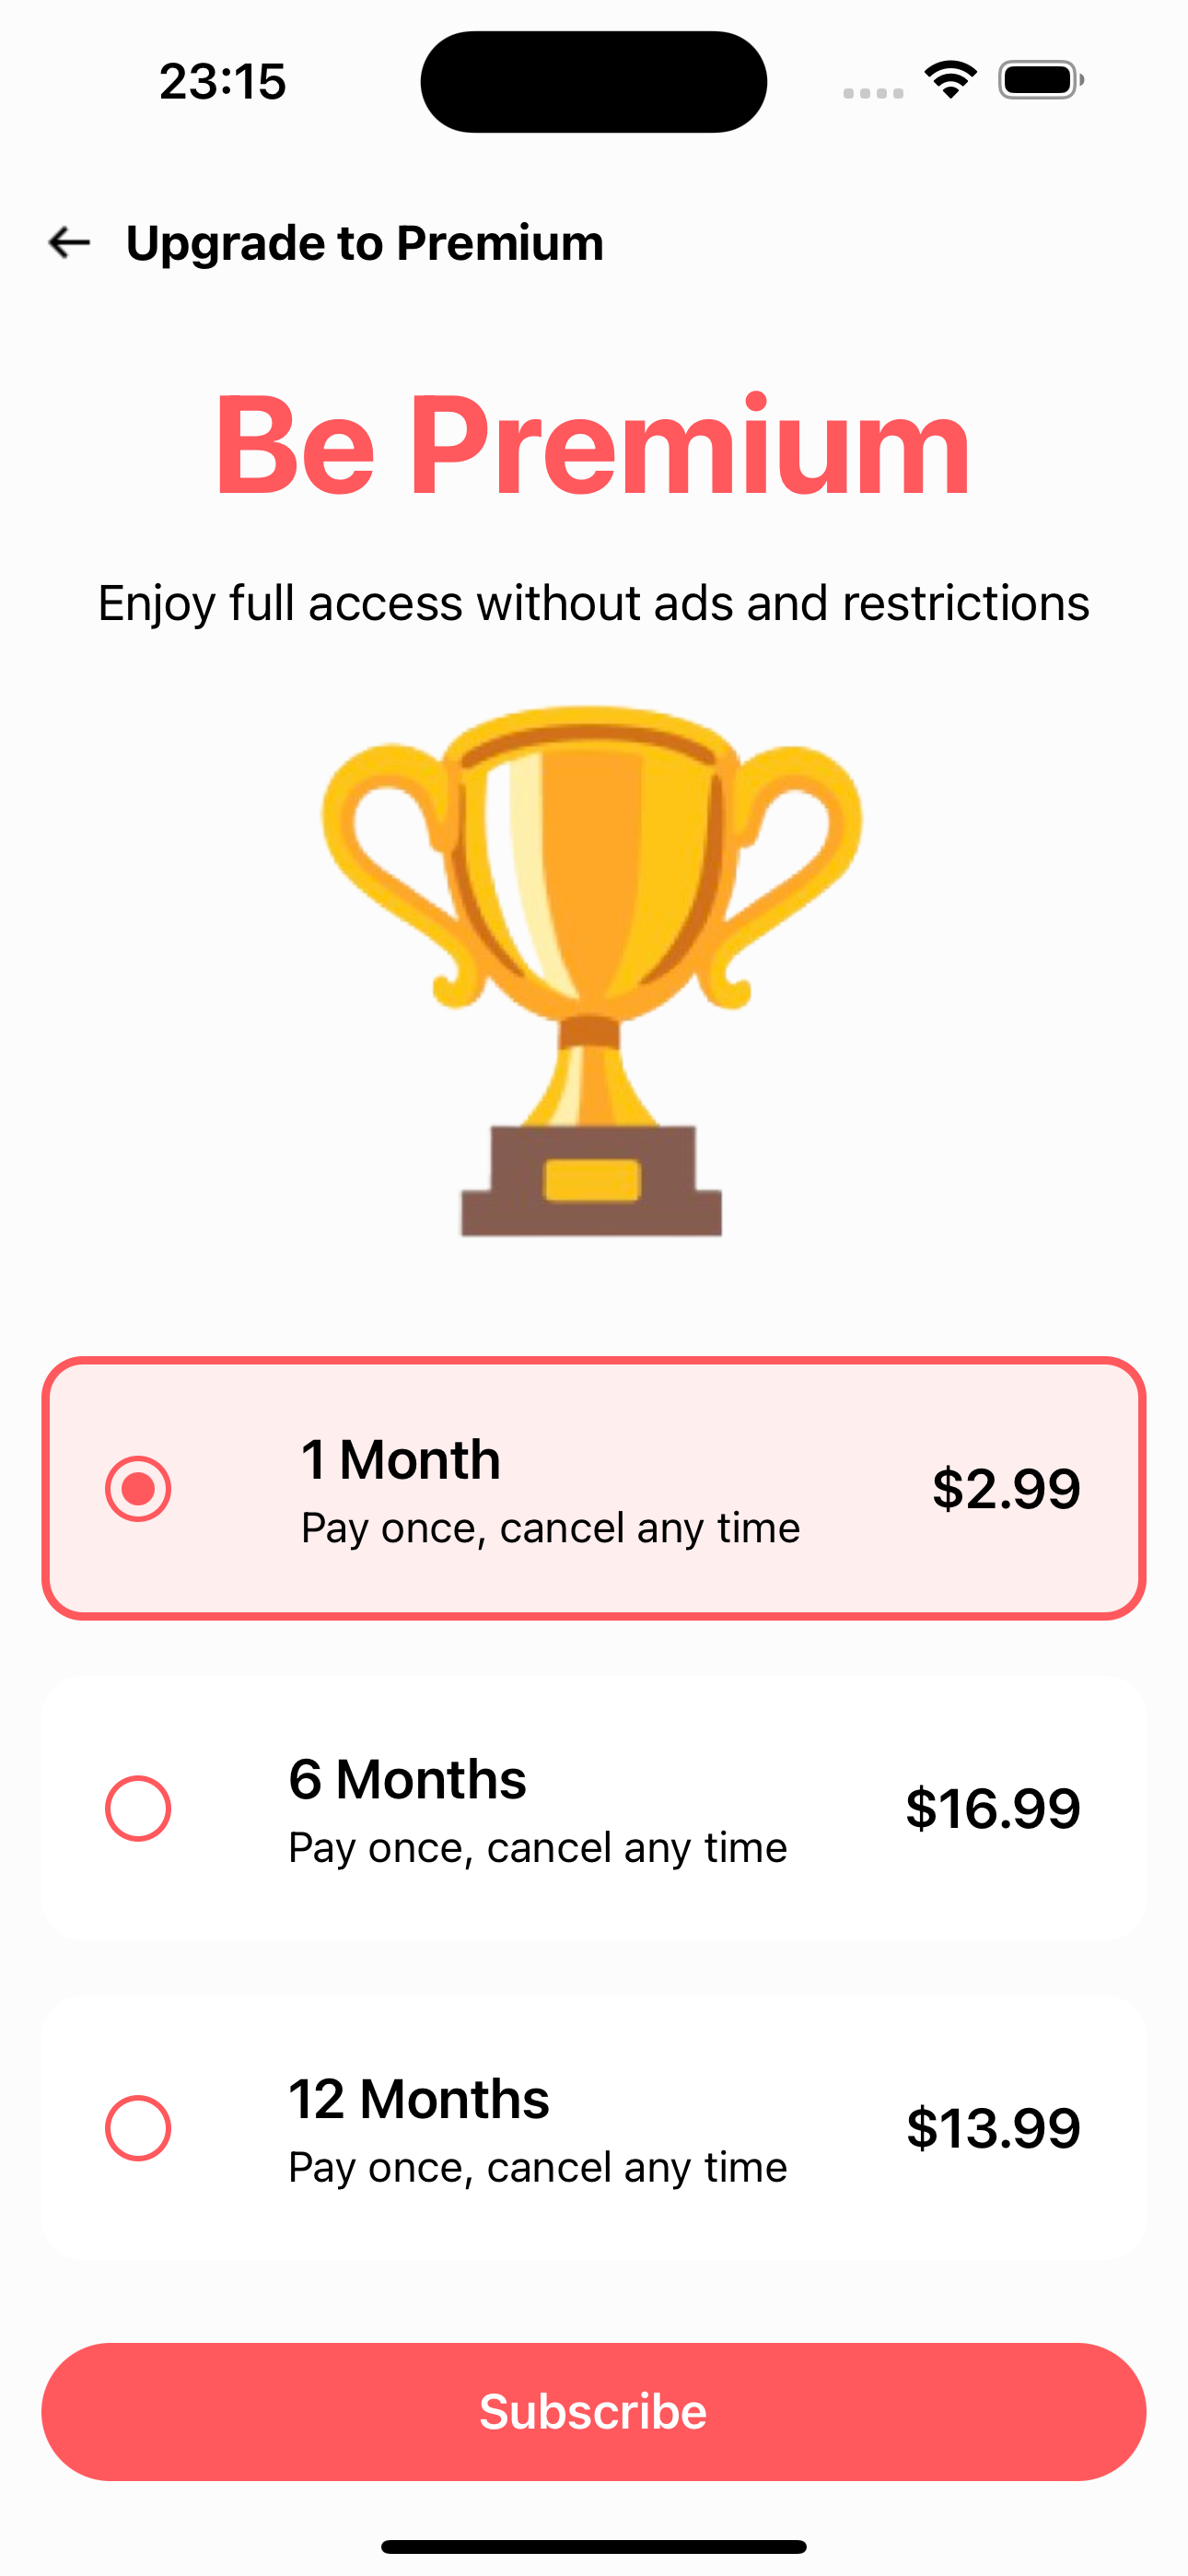 23:15
Upgrade to Premium
Be Premium
Enjoy full access without ads and restrictions
1 Month
Pay once, cancel any time
$2.99
6 Months
Pay once, cancel any time
$16.99
12 Months
Pay once, cancel any time
$13.99
Subscribe